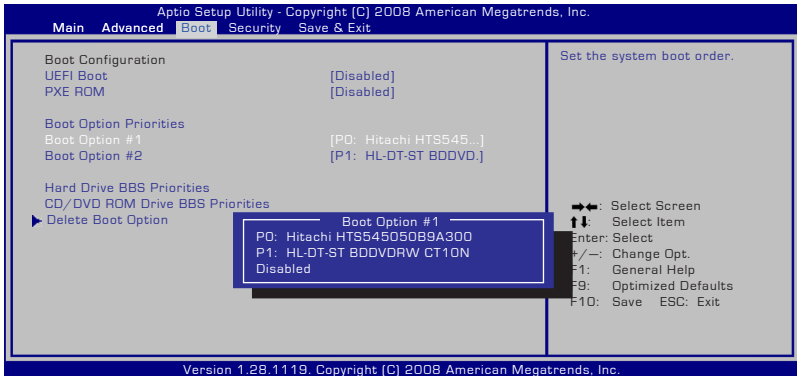 Aptio Setup Utility - Copyright (C) 2008 American Megatrends, Inc.
Main Advanced Boot Security Save & Exit
Boot Configuration
UEFI Boot [Disabled]
PXE ROM [Disabled]
Boot Option Priorities
Boot Option #1 [P0: Hitachi HTS545...]
Boot Option #2 [P1: HL-DT-ST BDDVD.]
Hard Drive BBS Priorities
CD/DVD ROM Drive BBS Priorities
Delete Boot Option
Boot Option #1
P0: Hitachi HTS545050B9A300
P1: HL-DT-ST BDDVDRW CT10N
Disabled
Set the system boot order.
➡⬅: Select Screen
⬆⬇: Select Item
Enter: Select
+/—: Change Opt.
F1: General Help
F9: Optimized Defaults
F10: Save ESC: Exit
Version 1.28.1119. Copyright (C) 2008 American Megatrends, Inc.